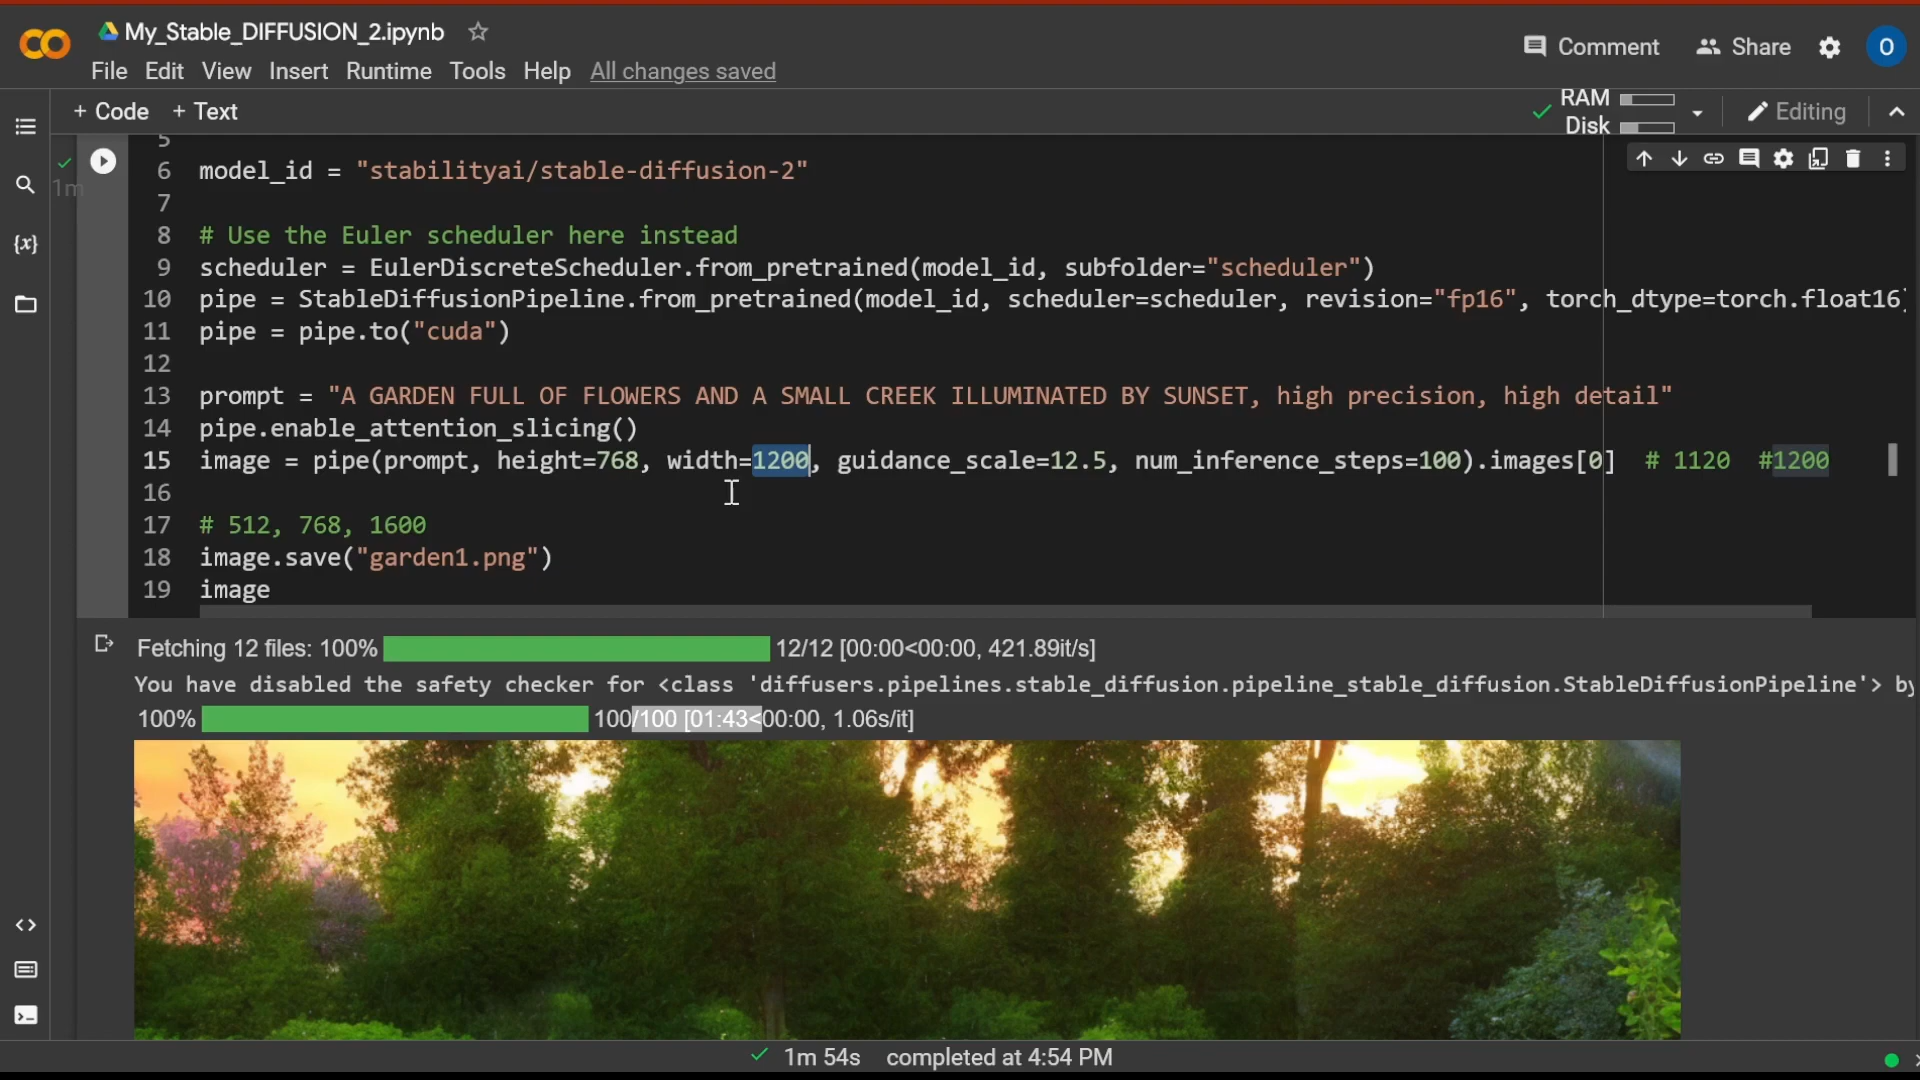 My_Stable_DIFFUSION_2.ipynb
Comment Share O
File Edit View Insert Runtime Tools Help All changes saved
+ Code + Text
RAM
Disk
Editing
1m
5
6 model_id = "stabilityai/stable-diffusion-2"
7
8 # Use the Euler scheduler here instead
9 scheduler = EulerDiscreteScheduler.from_pretrained(model_id, subfolder="scheduler")
10 pipe = StableDiffusionPipeline.from_pretrained(model_id, scheduler=scheduler, revision="fp16", torch_dtype=torch.float16)
11 pipe = pipe.to("cuda")
12
13 prompt = "A GARDEN FULL OF FLOWERS AND A SMALL CREEK ILLUMINATED BY SUNSET, high precision, high detail"
14 pipe.enable_attention_slicing()
15 image = pipe(prompt, height=768, width=1200, guidance_scale=12.5, num_inference_steps=100).images[0] # 1120 #1200
16
17 # 512, 768, 1600
18 image.save("garden1.png")
19 image
Fetching 12 files: 100% 12/12 [00:00<00:00, 421.89it/s]
You have disabled the safety checker for <class 'diffusers.pipelines.stable_diffusion.pipeline_stable_diffusion.StableDiffusionPipeline'> by
100% 100/100 [01:43<00:00, 1.06s/it]
1m 54s completed at 4:54 PM